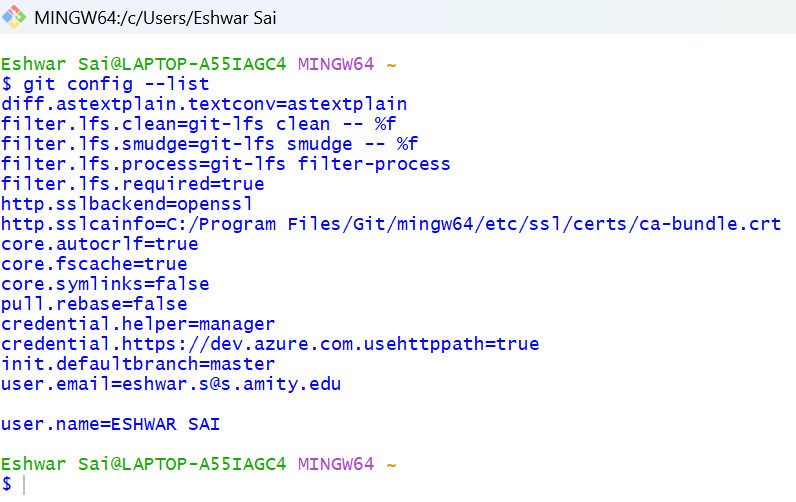 MINGW64:/c/Users/Eshwar Sai
Eshwar Sai@LAPTOP-A55IAGC4 MINGW64 ~
$ git config --list
diff.astextplain.textconv=astextplain
filter.lfs.clean=git-lfs clean -- %f
filter.lfs.smudge=git-lfs smudge -- %f
filter.lfs.process=git-lfs filter-process
filter.lfs.required=true
http.sslbackend=openssl
http.sslcainfo=C:/Program Files/Git/mingw64/etc/ssl/certs/ca-bundle.crt
core.autocrlf=true
core.fscache=true
core.symlinks=false
pull.rebase=false
credential.helper=manager
credential.https://dev.azure.com.usehttppath=true
init.defaultbranch=master
user.email=eshwar.s@s.amity.edu
user.name=ESHWAR SAI
Eshwar Sai@LAPTOP-A55IAGC4 MINGW64 ~
$